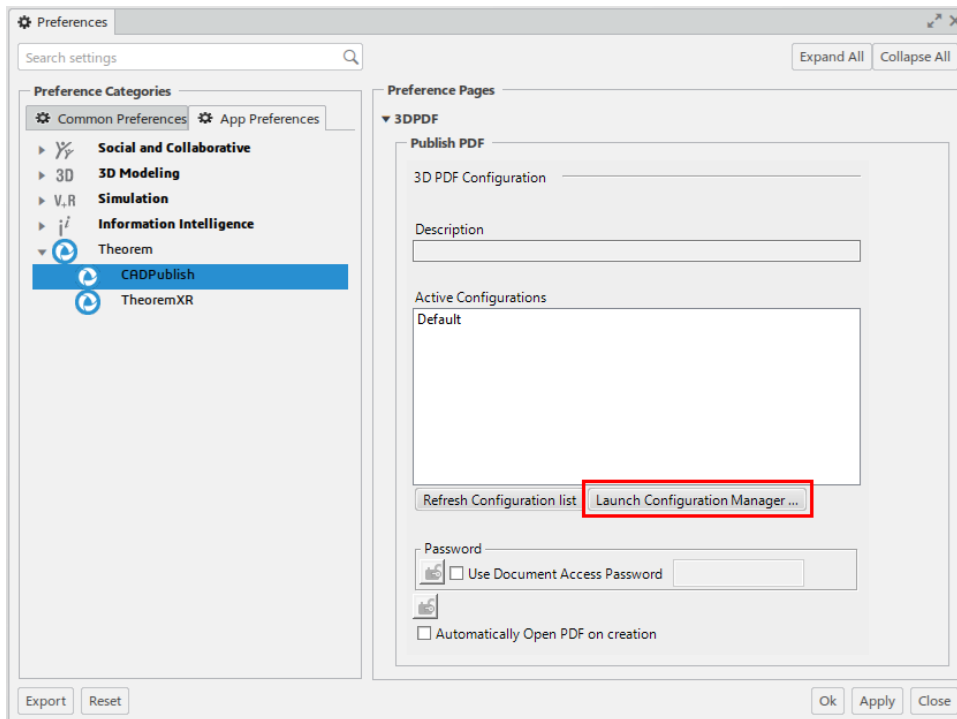 Preferences
Search settings
Expand All
Collapse All
Preference Categories
Common Preferences
App Preferences
Social and Collaborative
3D
3D Modeling
V+R
Simulation
i i
Information Intelligence
Theorem
CADPublish
TheoremXR
Preference Pages
3DPDF
Publish PDF
3D PDF Configuration
Description
Active Configurations
Default
Refresh Configuration list
Launch Configuration Manager ...
Password
Use Document Access Password
Automatically Open PDF on creation
Export
Reset
Ok
Apply
Close